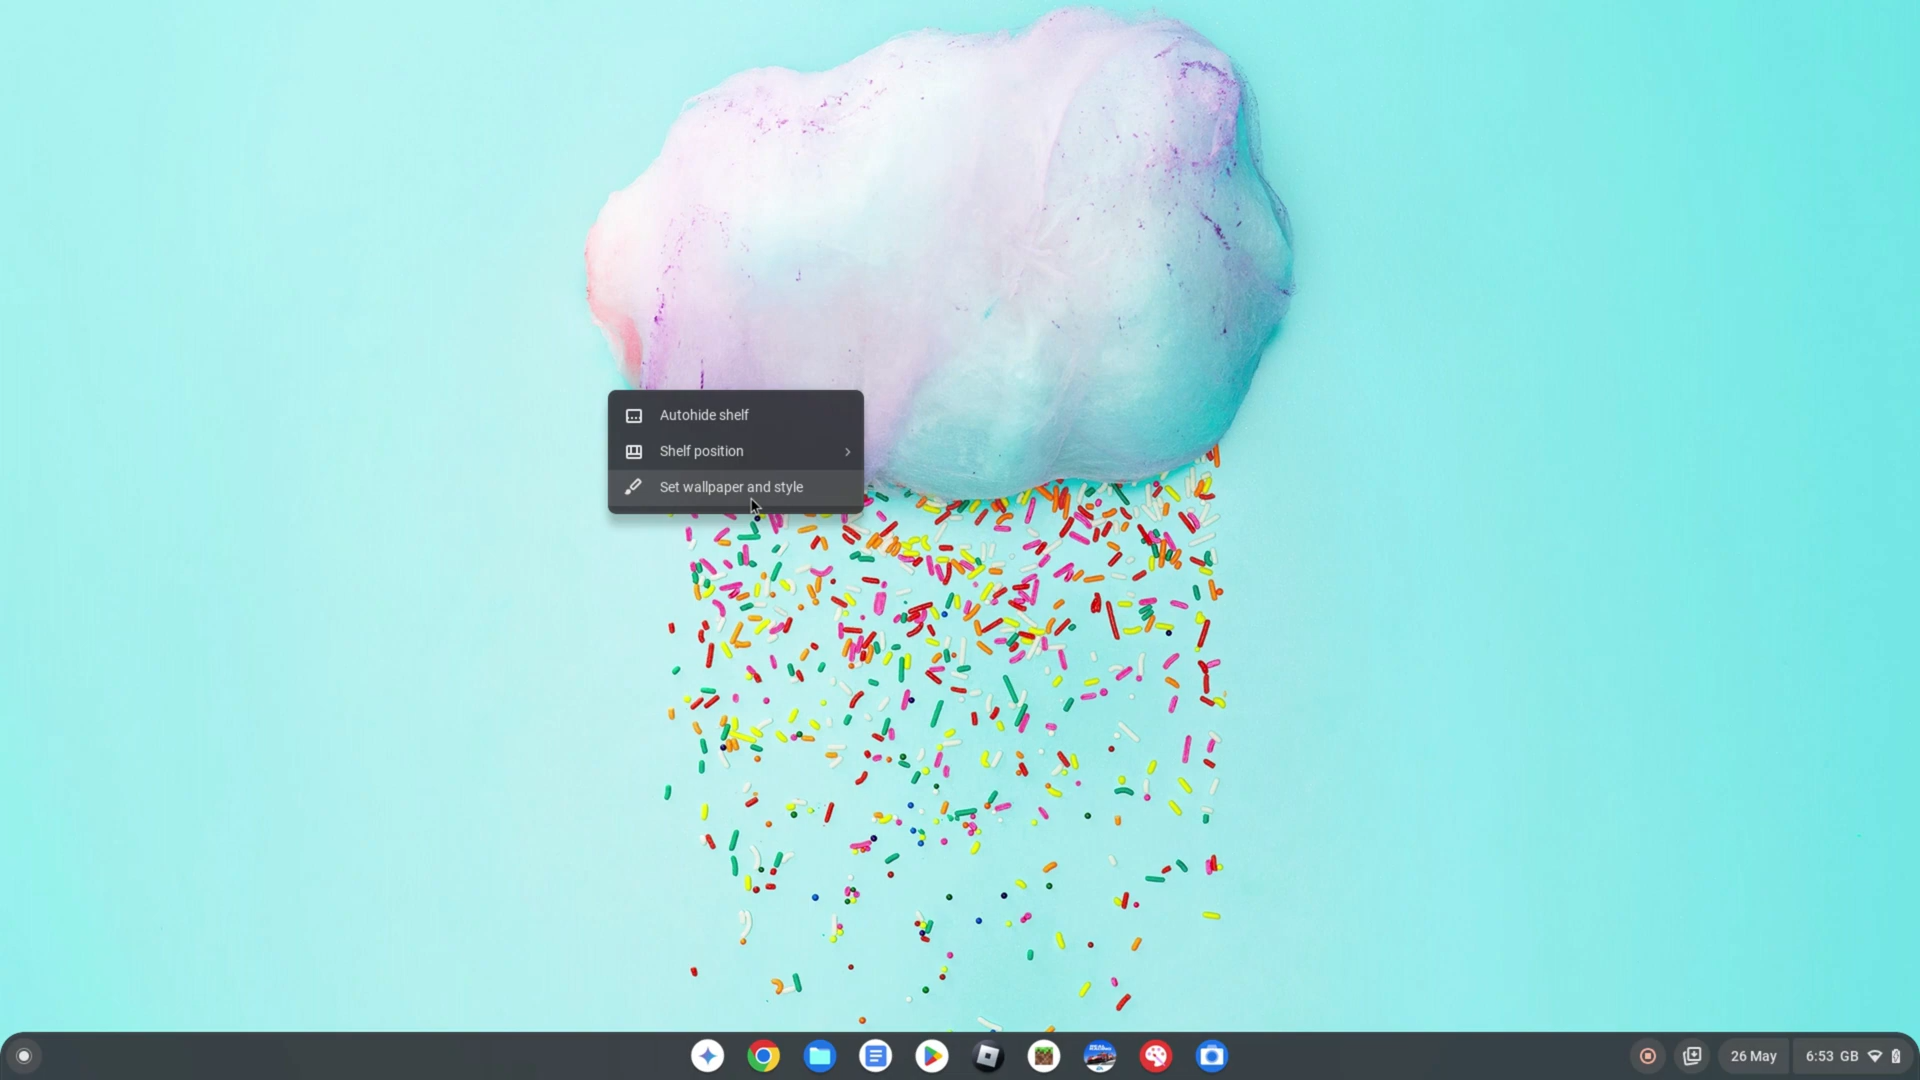 Autohide shelf
Shelf position
Set wallpaper and style
26 May
6:53 GB